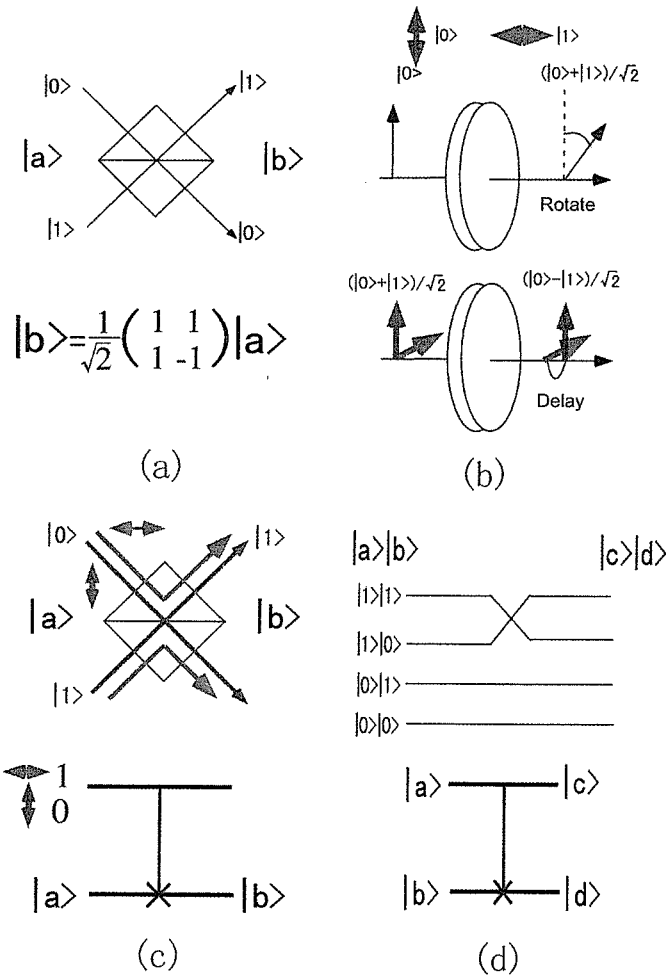 |0> |1>
|a> |b>
|1> |0>
|b>=1/√2 ( 1 1
1 -1 )|a>
(a)
|0> |1>
|0> (|0>+|1>)/√2
Rotate
(|0>+|1>)/√2 (|0>-|1>)/√2
Delay
(b)
|0> |1>
|a> |b>
|1>
1
0
|a> |b>
(c)
|a>|b> |c>|d>
|1>|1>
|1>|0>
|0>|1>
|0>|0>
|a> |c>
|b> |d>
(d)